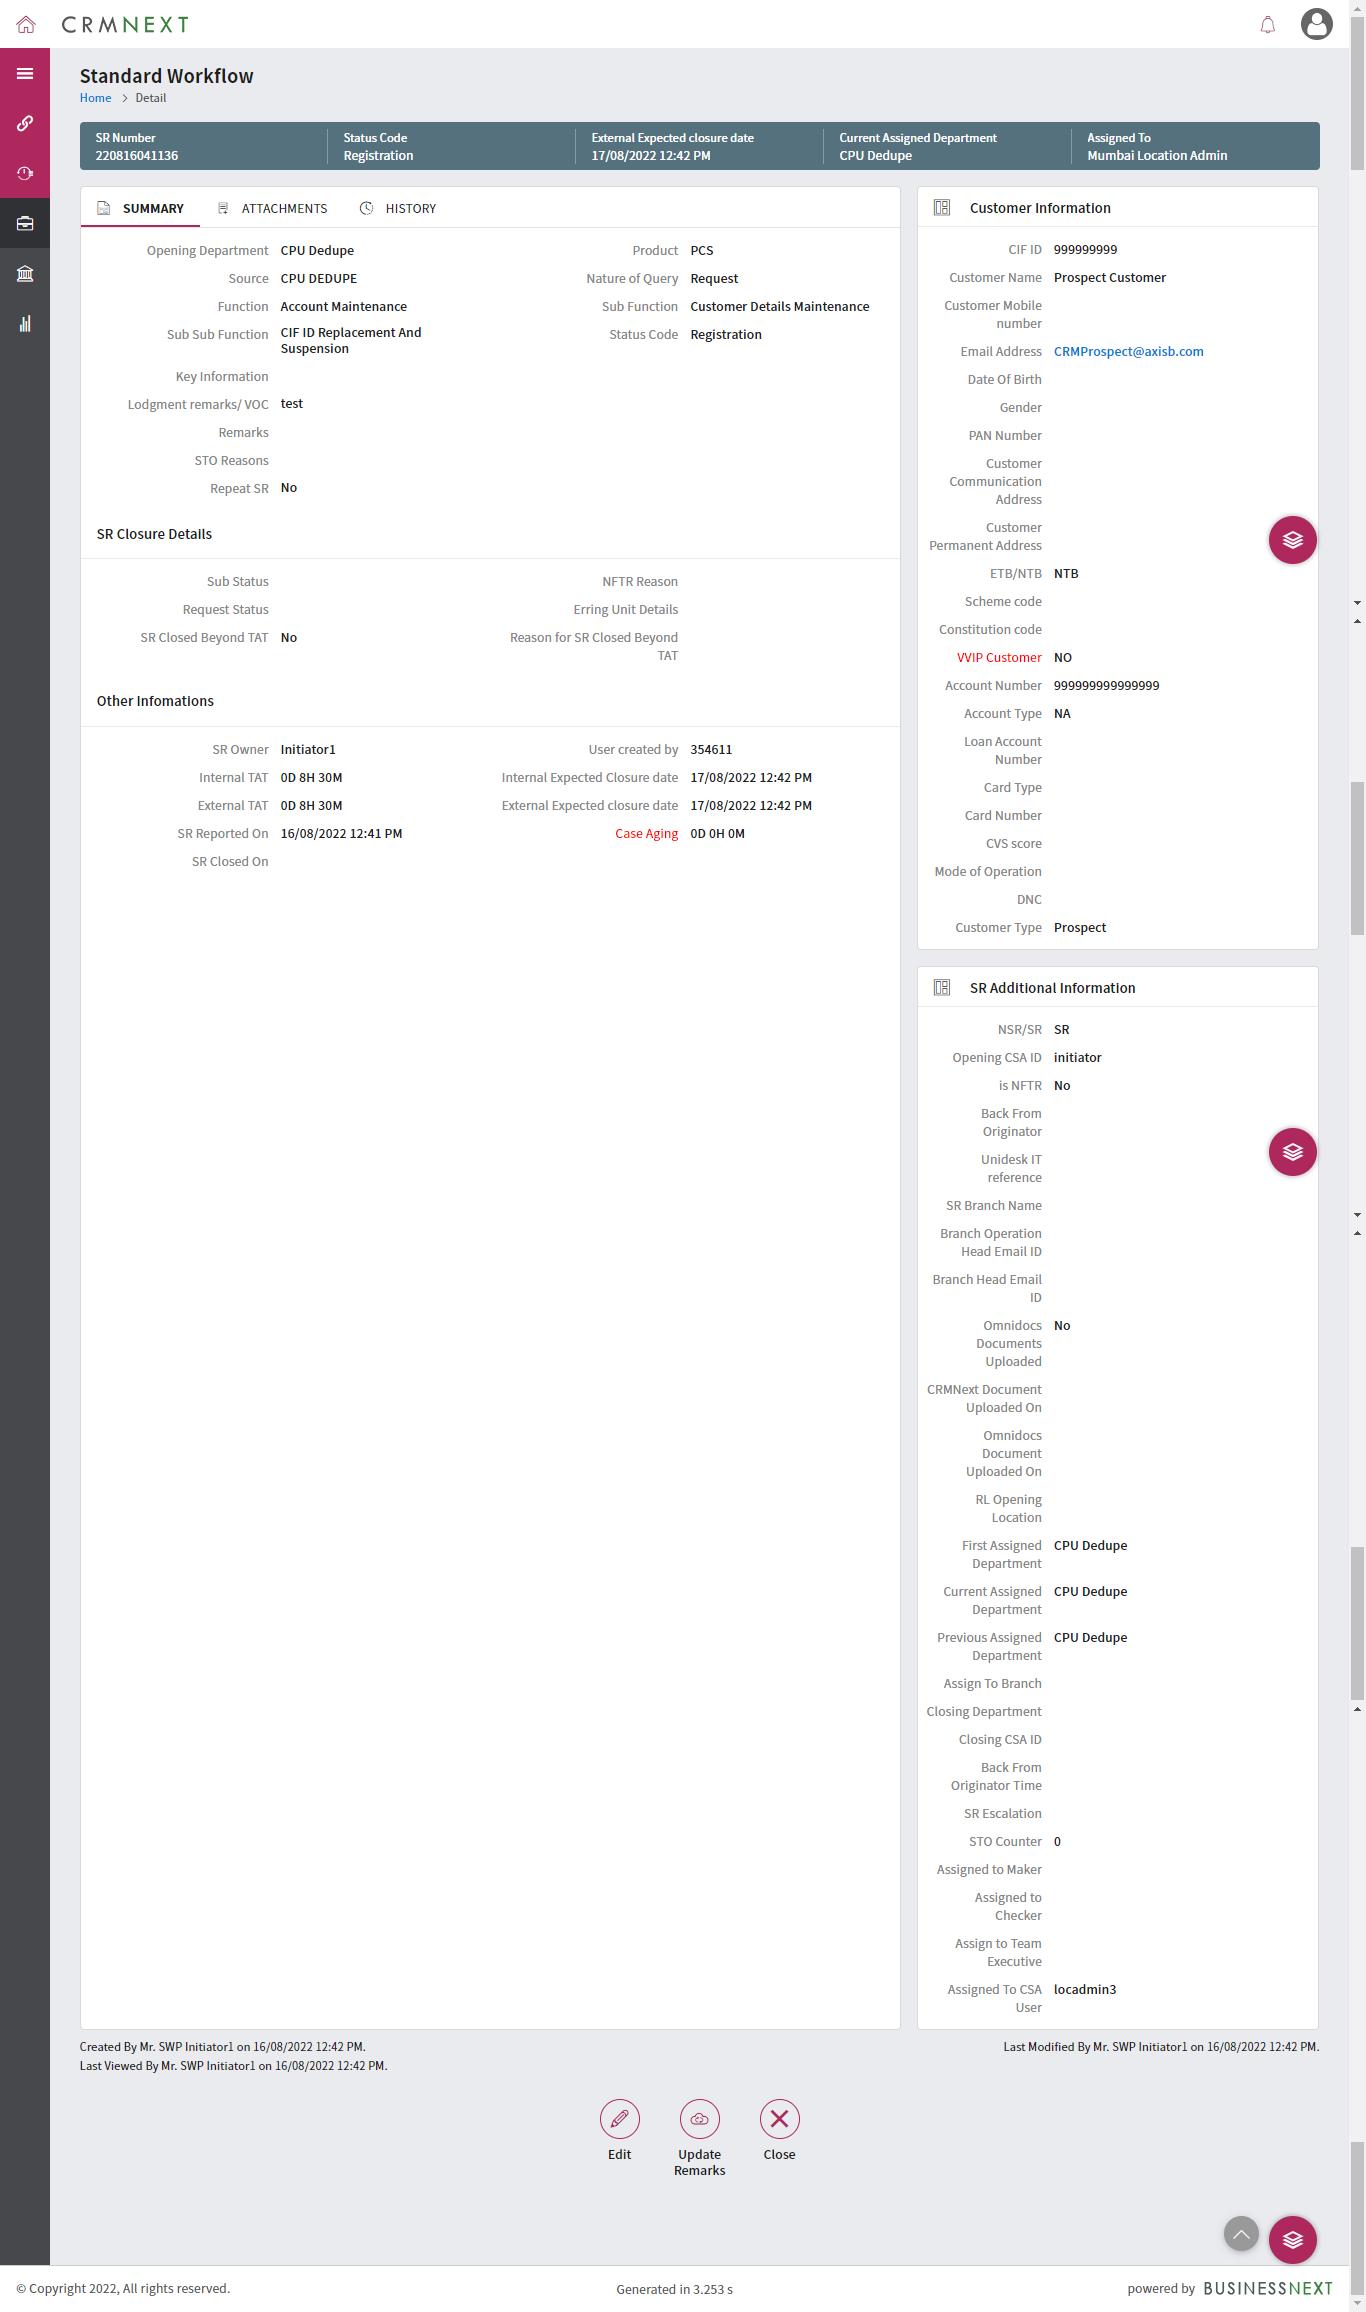 CRMNEXT
Standard Workflow
Home > Detail
SR Number
220816041136
Status Code
Registration
External Expected closure date
17/08/2022 12:42 PM
Current Assigned Department
CPU Dedupe
Assigned To
Mumbai Location Admin
SUMMARY ATTACHMENTS HISTORY
Opening Department CPU Dedupe Product PCS
Source CPU DEDUPE Nature of Query Request
Function Account Maintenance Sub Function Customer Details Maintenance
Sub Sub Function CIF ID Replacement And Status Code Registration
Suspension
Key Information
Lodgment remarks/ VOC test
Remarks
STO Reasons
Repeat SR No
SR Closure Details
Sub Status NFTR Reason
Request Status Erring Unit Details
SR Closed Beyond TAT No Reason for SR Closed Beyond
TAT
Other Infomations
SR Owner Initiator1 User created by 354611
Internal TAT 0D 8H 30M Internal Expected Closure date 17/08/2022 12:42 PM
External TAT 0D 8H 30M External Expected closure date 17/08/2022 12:42 PM
SR Reported On 16/08/2022 12:41 PM Case Aging 0D 0H 0M
SR Closed On
Customer Information
CIF ID 999999999
Customer Name Prospect Customer
Customer Mobile
number
Email Address CRMProspect@axisb.com
Date Of Birth
Gender
PAN Number
Customer
Communication
Address
Customer
Permanent Address
ETB/NTB NTB
Scheme code
Constitution code
VVIP Customer NO
Account Number 999999999999999
Account Type NA
Loan Account
Number
Card Type
Card Number
CVS score
Mode of Operation
DNC
Customer Type Prospect
SR Additional Information
NSR/SR SR
Opening CSA ID initiator
is NFTR No
Back From
Originator
Unidesk IT
reference
SR Branch Name
Branch Operation
Head Email ID
Branch Head Email
ID
Omnidocs No
Documents
Uploaded
CRMNext Document
Uploaded On
Omnidocs
Document
Uploaded On
RL Opening
Location
First Assigned CPU Dedupe
Department
Current Assigned CPU Dedupe
Department
Previous Assigned CPU Dedupe
Department
Assign To Branch
Closing Department
Closing CSA ID
Back From
Originator Time
SR Escalation
STO Counter 0
Assigned to Maker
Assigned to
Checker
Assign to Team
Executive
Assigned To CSA locadmin3
User
Created By Mr. SWP Initiator1 on 16/08/2022 12:42 PM. Last Modified By Mr. SWP Initiator1 on 16/08/2022 12:42 PM.
Last Viewed By Mr. SWP Initiator1 on 16/08/2022 12:42 PM.
Edit
Update
Remarks
Close
© Copyright 2022, All rights reserved. Generated in 3.253 s powered by BUSINESSNEXT